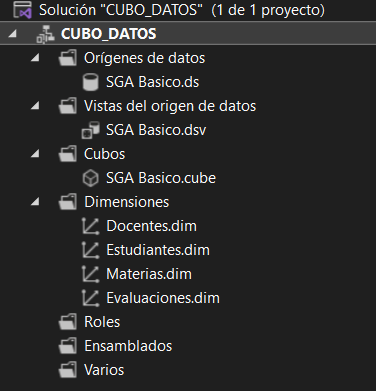 Solución "CUBO_DATOS" (1 de 1 proyecto)
CUBO_DATOS
Orígenes de datos
SGA Basico.ds
Vistas del origen de datos
SGA Basico.dsv
Cubos
SGA Basico.cube
Dimensiones
Docentes.dim
Estudiantes.dim
Materias.dim
Evaluaciones.dim
Roles
Ensamblados
Varios